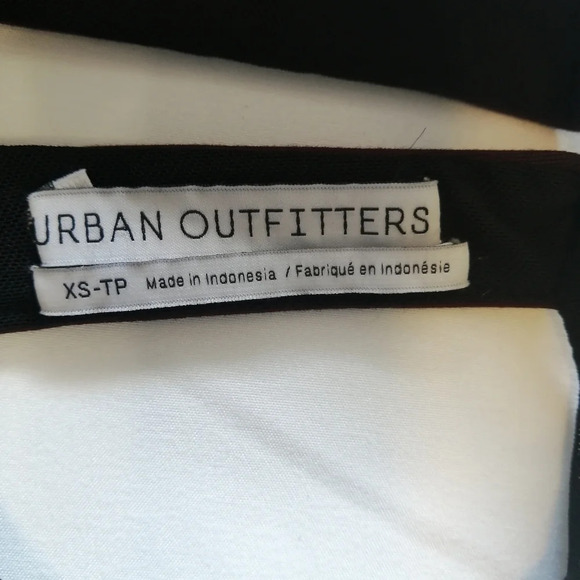 URBAN OUTFITTERS
XS-TP Made in Indonesia / Fabriqué en Indonésie